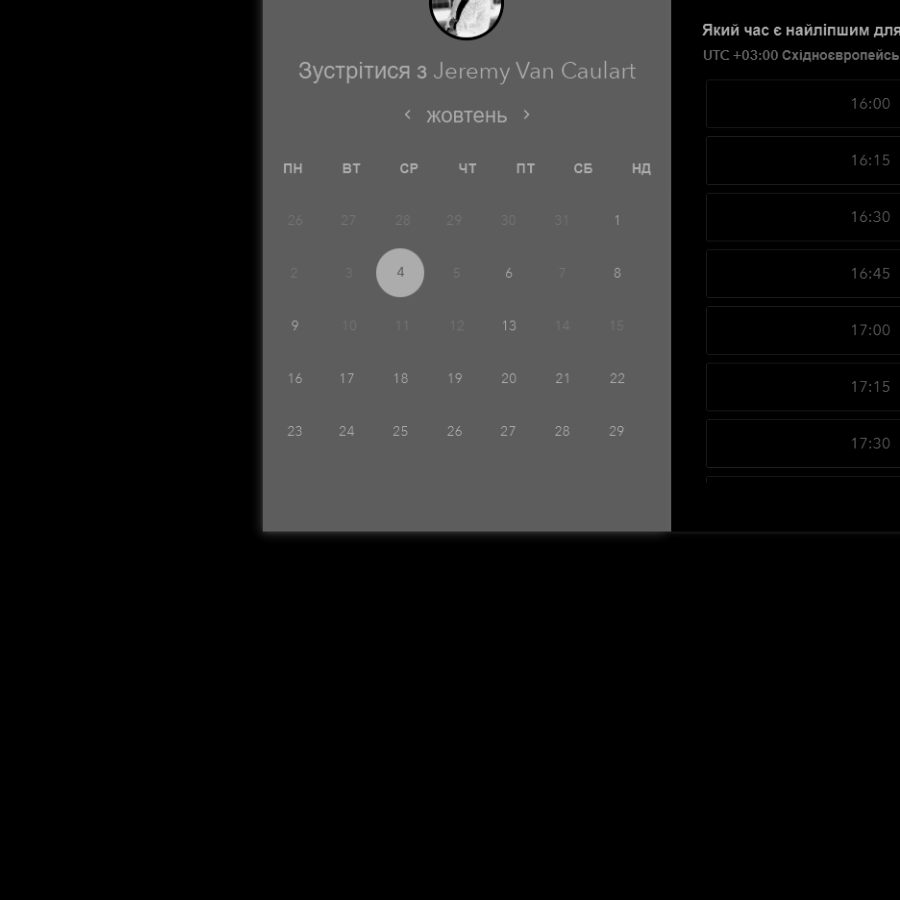 Зустрітися з Jeremy Van Caulart
‹ жовтень ›
ПН ВТ СР ЧТ ПТ СБ НД
26 27 28 29 30 31 1
2 3 4 5 6 7 8
9 10 11 12 13 14 15
16 17 18 19 20 21 22
23 24 25 26 27 28 29
Який час є найліпшим для
UTC +03:00 Східноєвропейсь
16:00
16:15
16:30
16:45
17:00
17:15
17:30